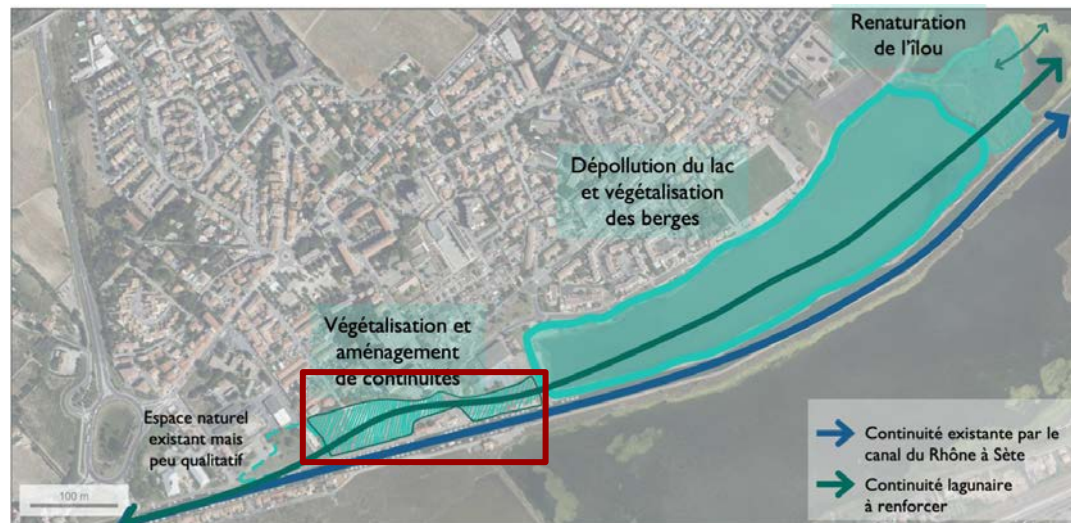 Renaturation
de l'îlou
Dépollution du lac
et végétalisation
des berges
Végétalisation et
aménagement
de continuités
Espace naturel
existant mais
peu qualitatif
100 m
Continuité existante par le
canal du Rhône à Sète
Continuité lagunaire
à renforcer